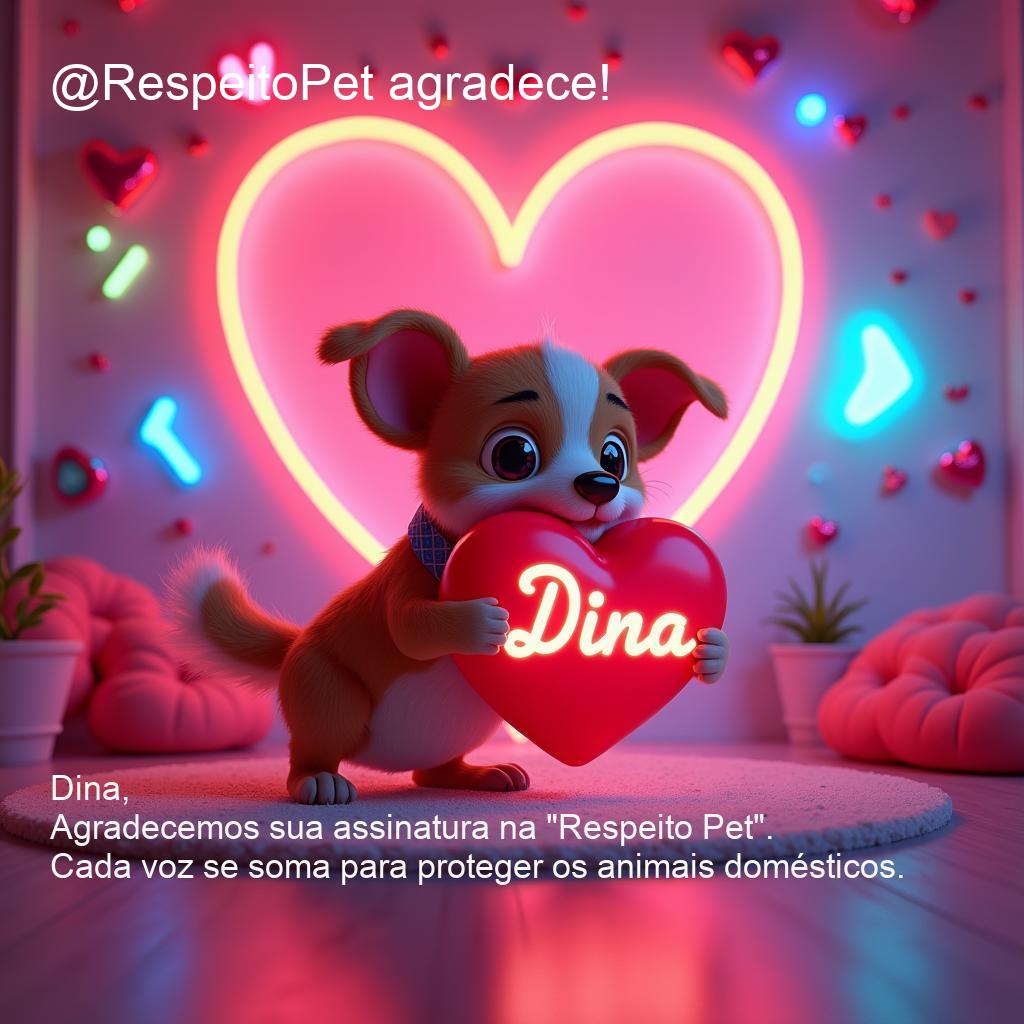 @RespeitoPet agradece!
Dina
Dina,
Agradecemos sua assinatura na "Respeito Pet".
Cada voz se soma para proteger os animais domésticos.